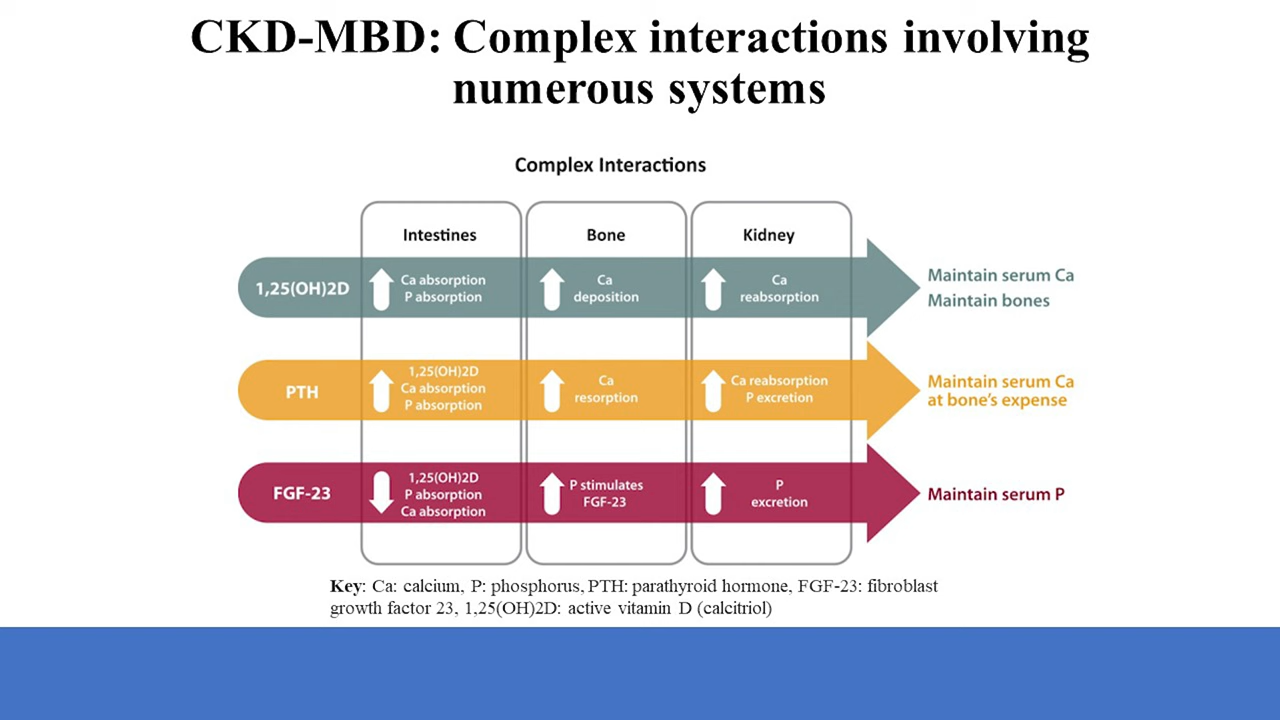 CKD-MBD: Complex interactions involving
numerous systems
Complex Interactions
Intestines
Bone
Kidney
1,25(OH)2D
Ca absorption
P absorption
Ca
deposition
Ca
reabsorption
Maintain serum Ca
Maintain bones
PTH
1,25(OH)2D
Ca absorption
P absorption
Ca
resorption
Ca reabsorption
P excretion
Maintain serum Ca
at bone's expense
FGF-23
1,25(OH)2D
P absorption
Ca absorption
P stimulates
FGF-23
P
excretion
Maintain serum P
Key: Ca: calcium, P: phosphorus, PTH: parathyroid hormone, FGF-23: fibroblast
growth factor 23, 1,25(OH)2D: active vitamin D (calcitriol)